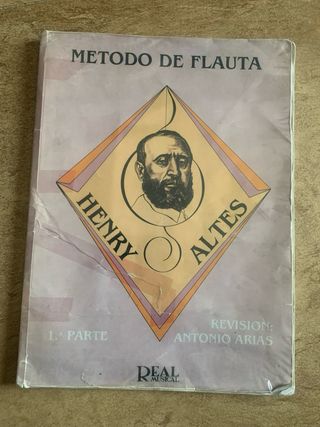 METODO DE FLAUTA
HENRY ALTES
1.ª PARTE
REVISION:
ANTONIO ARIAS
REAL
MUSICAL